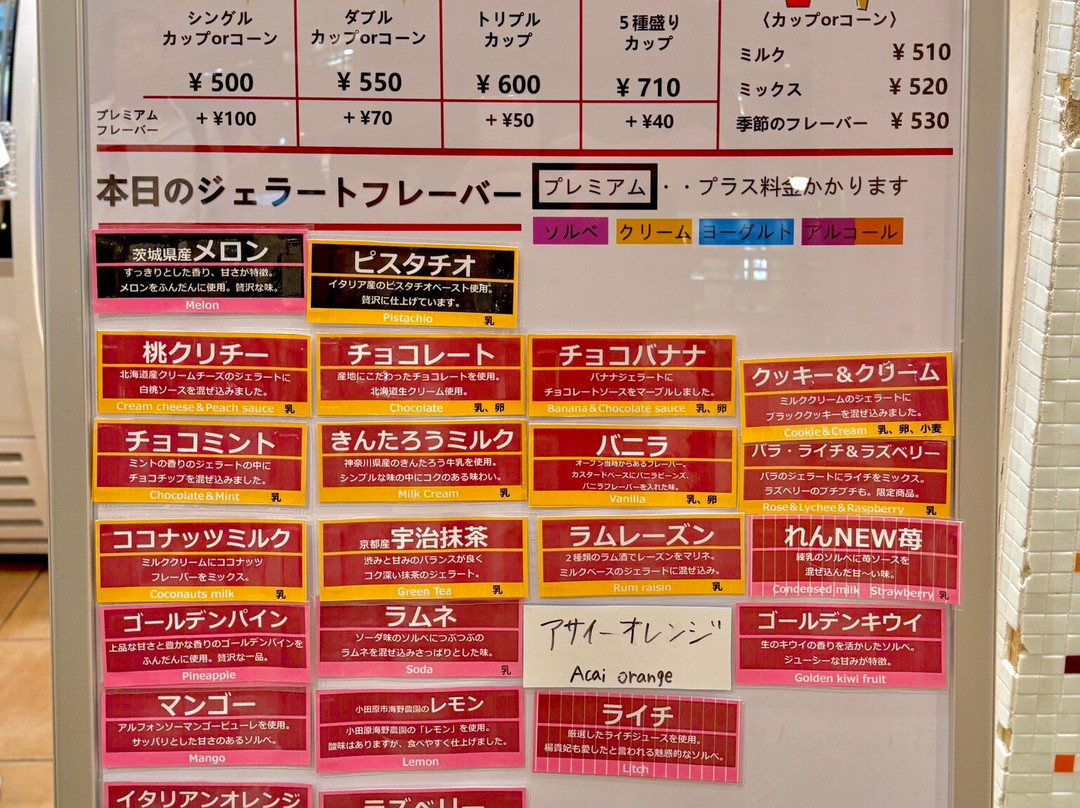 シングル
カップorコーン
¥500
ダブル
カップorコーン
¥550
トリプル
カップ
¥600
5種盛り
カップ
¥710
プレミアム
フレーバー
+¥100
+¥70
+¥50
+¥40
〈カップorコーン〉
ミルク ¥510
ミックス ¥520
季節のフレーバー ¥530
本日のジェラートフレーバー
プレミアム・・プラス料金かかります
ソルベ クリーム ヨーグルト アルコール
茨城県産メロン
すっきりとした香り、甘さが特徴。
メロンをふんだんに使用。贅沢な味。
Melon
ピスタチオ
イタリア産のピスタチオペースト使用。
贅沢に仕上げています。
Pistachio 乳
桃クリチー
北海道産クリームチーズのジェラートに
白桃ソースを混ぜ込みました。
Cream cheese&Peach sauce 乳
チョコレート
産地にこだわったチョコレートを使用。
北海道生クリーム使用。
Chocolate 乳、卵
チョコバナナ
バナナジェラートに
チョコレートソースをマーブルしました。
Banana&Chocolate sauce 乳、卵
クッキー&クリーム
ミルククリームのジェラートに
ブラッククッキーを混ぜ込みました。
Cookie&Cream 乳、卵、小麦
チョコミント
ミントの香りのジェラートの中に
チョコチップを混ぜ込みました。
Chocolate&Mint 乳
きんたろうミルク
神奈川県産のきんたろう牛乳を使用。
シンプルな味の中にコクのある味わい。
Milk Cream 乳
バニラ
オープン当時からあるフレーバー。
カスタードベースにバニラビーンズ、
バニラフレーバーを入れた味。
Vanilla 乳、卵
バラ・ライチ&ラズベリー
バラのジェラートにライチをミックス。
ラズベリーのプチプチも。限定商品。
Rose&Lychee&Raspberry 乳
ココナッツミルク
ミルククリームにココナッツ
フレーバーをミックス。
Coconauts milk 乳
京都産宇治抹茶
渋みと甘みのバランスが良く
コク深い抹茶のジェラート。
Green Tea 乳
ラムレーズン
2種類のラム酒でレーズンをマリネ。
ミルクベースのジェラートに混ぜ込み。
Rum raisin 乳
れんNEW苺
練乳のソルベに苺ソースを
混ぜ込んだ甘〜い味。
Condensed milk Strawberry 乳
ゴールデンパイン
上品な甘さと豊かな香りのゴールデンパインを
ふんだんに使用。贅沢な一品。
Pineapple
ラムネ
ソーダ味のソルベにつぶつぶの
ラムネを混ぜ込みさっぱりとした味。
Soda 乳
アサイーオレンジ
Acai orange
ゴールデンキウイ
生のキウイの香りを活かしたソルベ。
ジューシーな甘みが特徴。
Golden kiwi fruit
マンゴー
アルフォンソーマンゴーピューレを使用。
サッパリとした甘さのあるソルベ。
Mango
小田原市海野農園のレモン
小田原海野農園の「レモン」を使用。
酸味はありますが、食べやすく仕上げました。
Lemon
ライチ
厳選したライチジュースを使用。
楊貴妃も愛したと言われる魅惑的なソルベ。
Litch
イタリアンオレンジ
ラズベリー